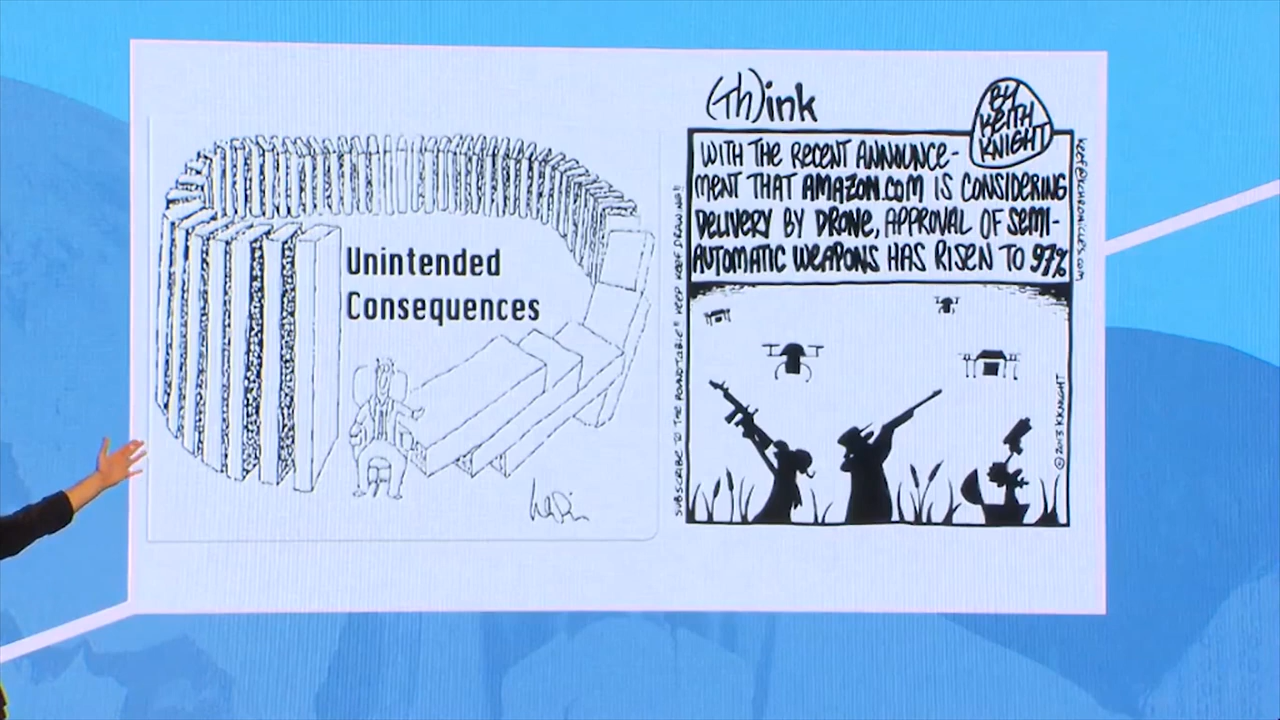 Unintended
Consequences
(Th)ink
BY
KEITH
KNIGHT
WITH THE RECENT ANNOUNCE-
MENT THAT AMAZON.COM IS CONSIDERING
DELIVERY BY DRONE, APPROVAL OF SEMI-
AUTOMATIC WEAPONS HAS RISEN TO 97%
SUBSCRIBE TO THE ROUNDTABLE!! KEEP KEEF DRAWING!!
© 2013 K.KNIGHT